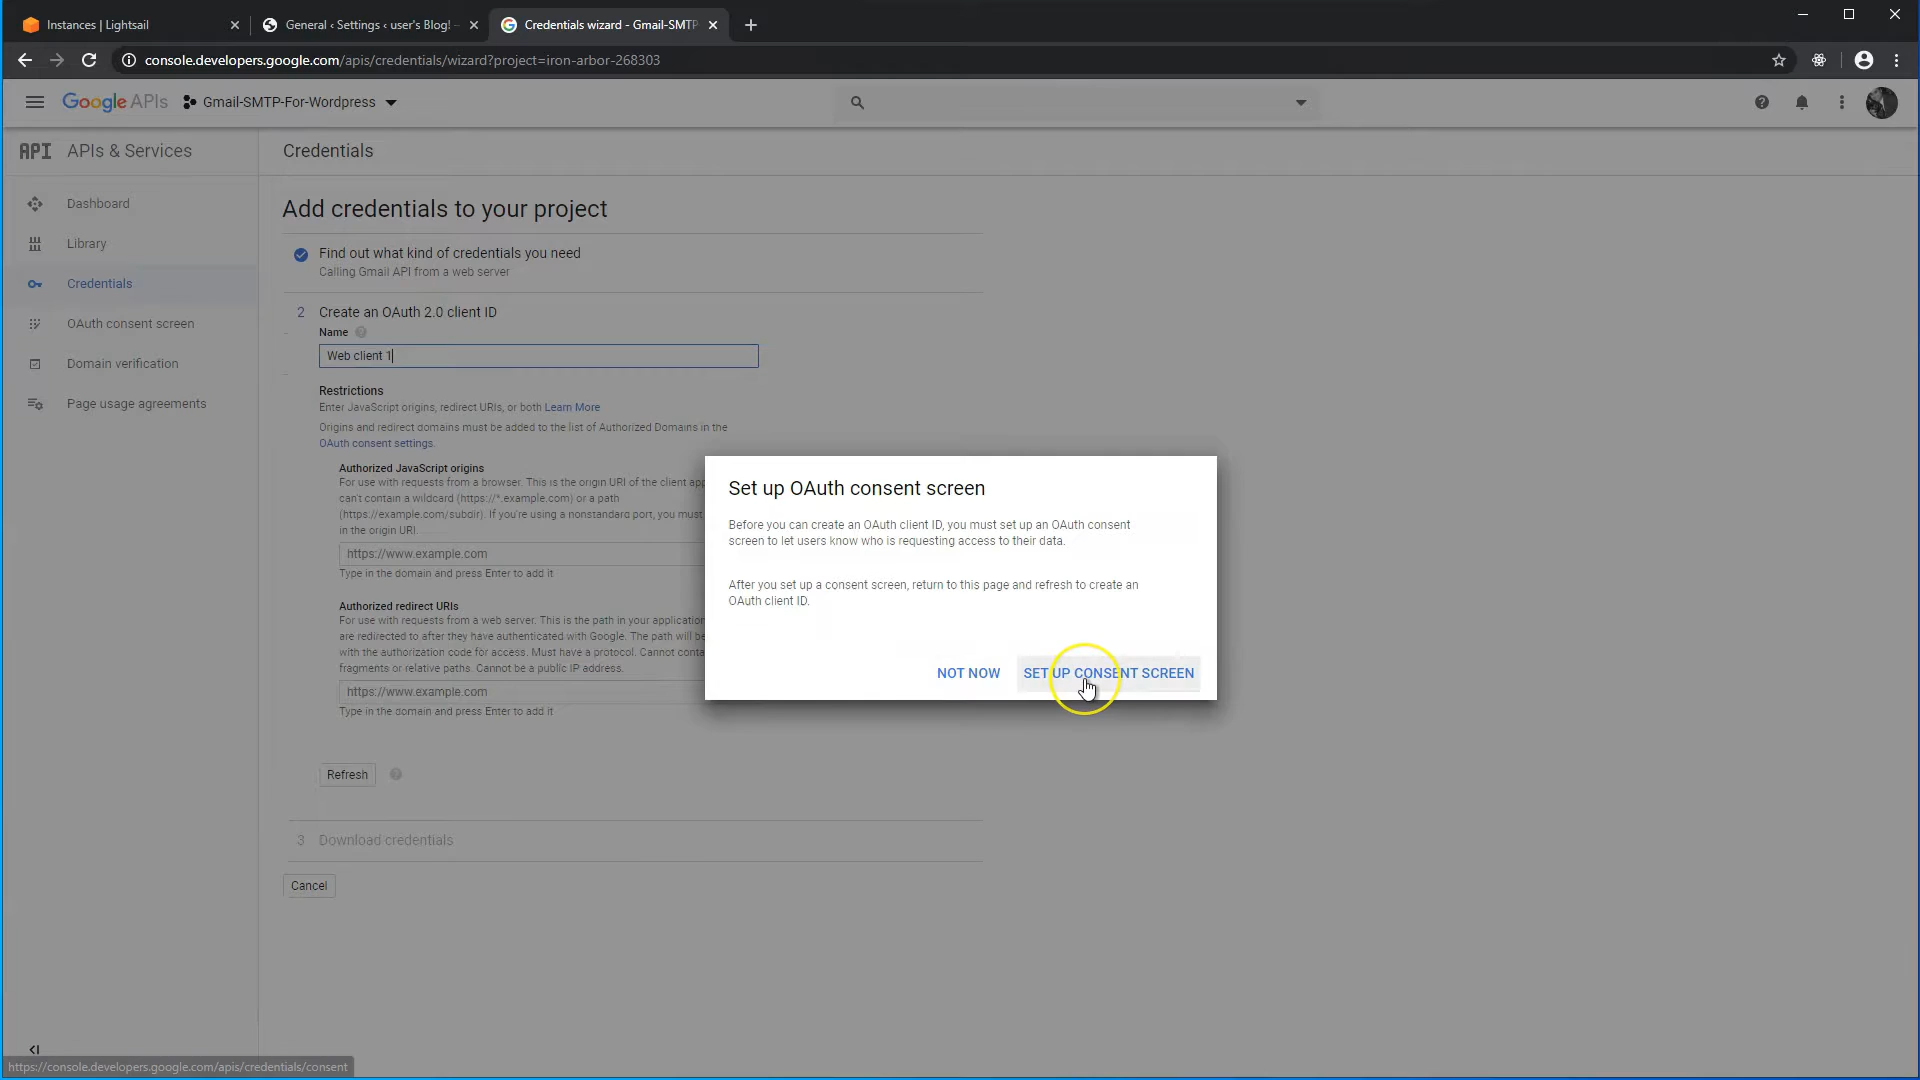 Instances | Lightsail
General ‹ Settings ‹ user's Blog! –
Credentials wizard - Gmail-SMTP
console.developers.google.com/apis/credentials/wizard?project=iron-arbor-268303
Google APIs
Gmail-SMTP-For-Wordpress
API APIs & Services
Credentials
Dashboard
Library
Credentials
OAuth consent screen
Domain verification
Page usage agreements
Add credentials to your project
Find out what kind of credentials you need
Calling Gmail API from a web server
2 Create an OAuth 2.0 client ID
Name
Web client 1
Restrictions
Enter JavaScript origins, redirect URIs, or both Learn More
Origins and redirect domains must be added to the list of Authorized Domains in the
OAuth consent settings.
Authorized JavaScript origins
For use with requests from a browser. This is the origin URI of the client app
can't contain a wildcard (https://*.example.com) or a path
(https://example.com/subdir). If you're using a nonstandard port, you must
in the origin URI.
https://www.example.com
Type in the domain and press Enter to add it
Authorized redirect URIs
For use with requests from a web server. This is the path in your application
are redirected to after they have authenticated with Google. The path will be
with the authorization code for access. Must have a protocol. Cannot conta
fragments or relative paths. Cannot be a public IP address.
https://www.example.com
Type in the domain and press Enter to add it
Refresh
3 Download credentials
Cancel
Set up OAuth consent screen
Before you can create an OAuth client ID, you must set up an OAuth consent
screen to let users know who is requesting access to their data.
After you set up a consent screen, return to this page and refresh to create an
OAuth client ID.
NOT NOW
SET UP CONSENT SCREEN
https://console.developers.google.com/apis/credentials/consent